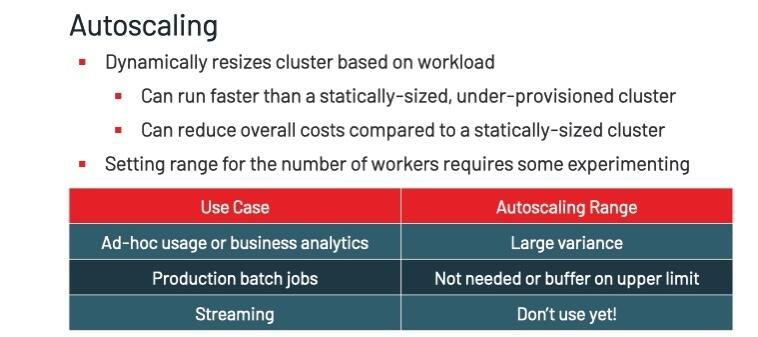 Autoscaling
▪ Dynamically resizes cluster based on workload
▪ Can run faster than a statically-sized, under-provisioned cluster
▪ Can reduce overall costs compared to a statically-sized cluster
▪ Setting range for the number of workers requires some experimenting
Use Case Autoscaling Range
Ad-hoc usage or business analytics Large variance
Production batch jobs Not needed or buffer on upper limit
Streaming Don't use yet!